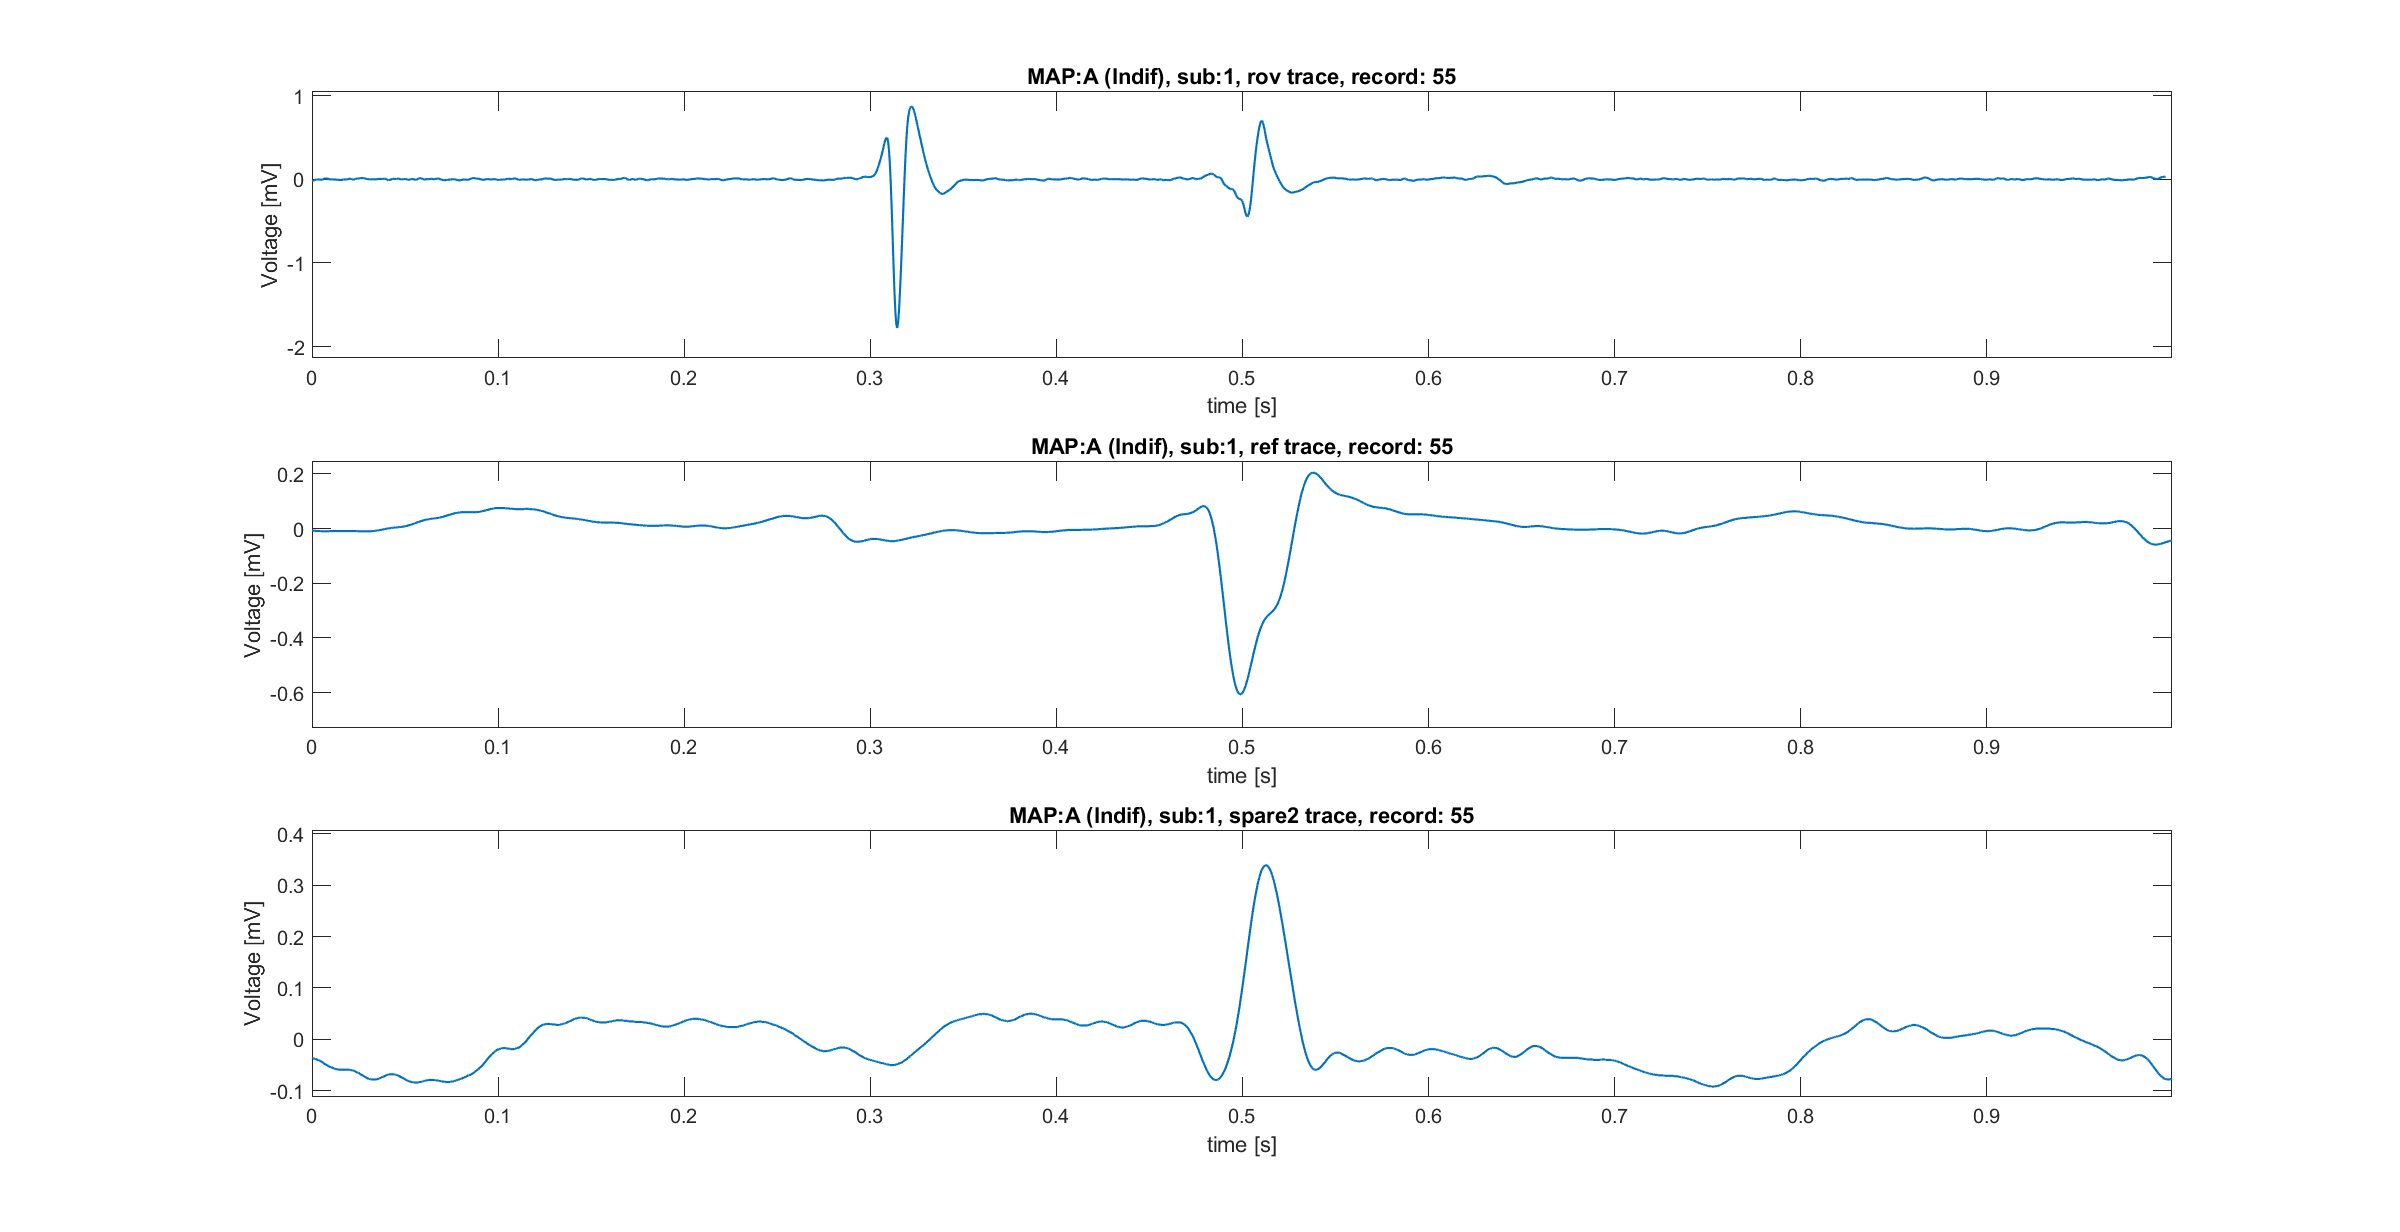 MAP:A (Indif), sub:1, rov trace, record: 55
1
0
-1
-2
Voltage [mV]
0 0.1 0.2 0.3 0.4 0.5 0.6 0.7 0.8 0.9
time [s]
MAP:A (Indif), sub:1, ref trace, record: 55
0.2
0
-0.2
-0.4
-0.6
Voltage [mV]
0 0.1 0.2 0.3 0.4 0.5 0.6 0.7 0.8 0.9
time [s]
MAP:A (Indif), sub:1, spare2 trace, record: 55
0.4
0.3
0.2
0.1
0
-0.1
Voltage [mV]
0 0.1 0.2 0.3 0.4 0.5 0.6 0.7 0.8 0.9
time [s]